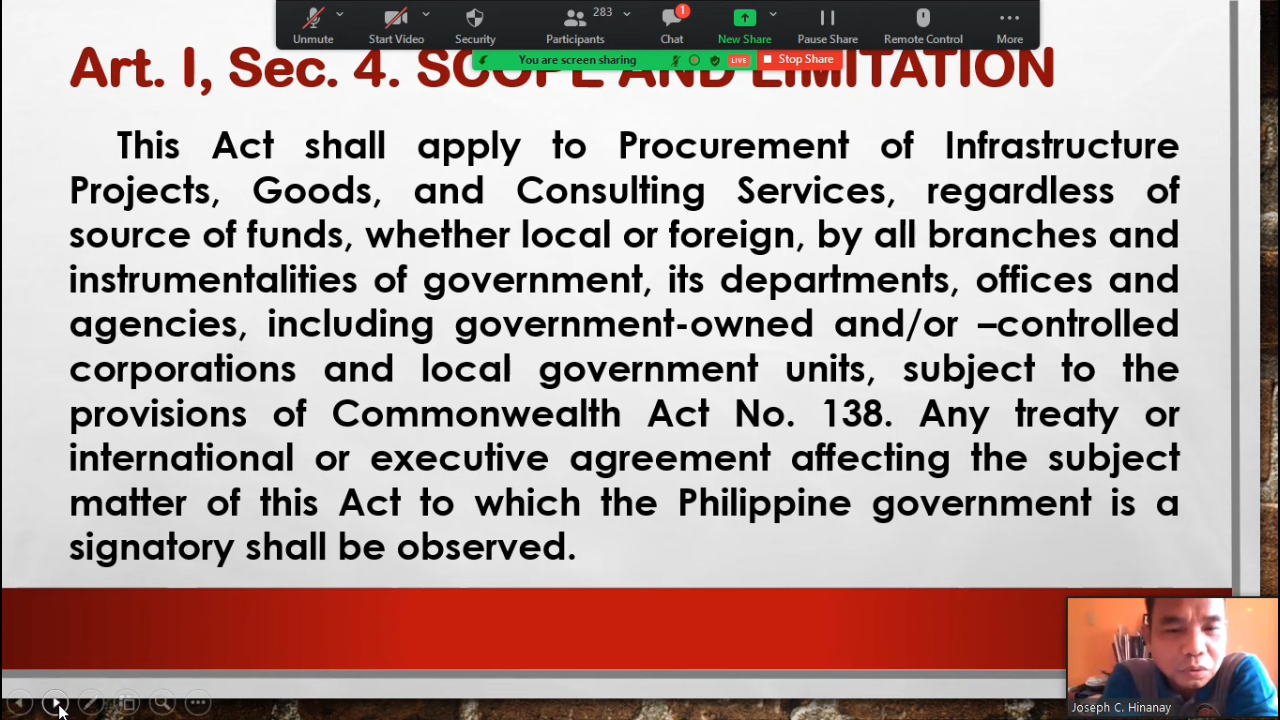 283
1
Unmute
Start Video
Security
Participants
Chat
New Share
Pause Share
Remote Control
More
You are screen sharing
LIVE
Stop Share
Art. I, Sec. 4. SCOPE AND LIMITATION
This Act shall apply to Procurement of Infrastructure
Projects, Goods, and Consulting Services, regardless of
source of funds, whether local or foreign, by all branches and
instrumentalities of government, its departments, offices and
agencies, including government-owned and/or –controlled
corporations and local government units, subject to the
provisions of Commonwealth Act No. 138. Any treaty or
international or executive agreement affecting the subject
matter of this Act to which the Philippine government is a
signatory shall be observed.
Joseph C. Hinanay